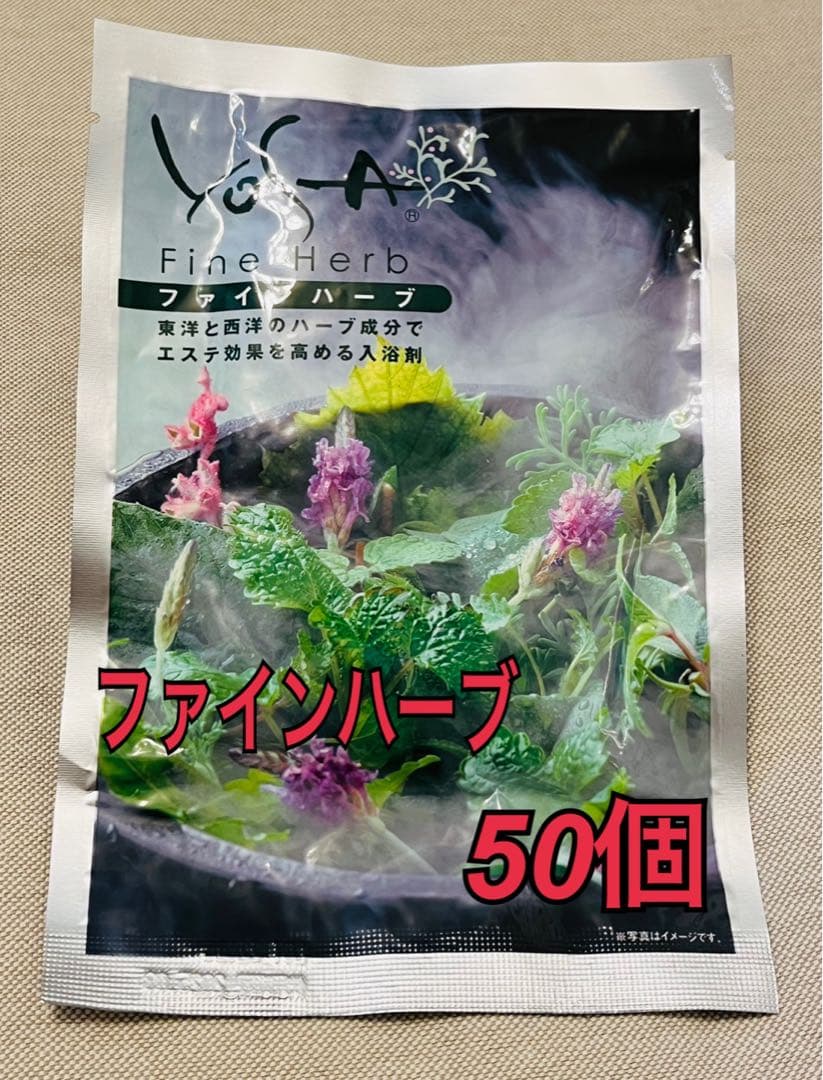 YOSA®
Fine Herb
ファインハーブ
東洋と西洋のハーブ成分で
エステ効果を高める入浴剤
ファインハーブ
50個
※写真はイメージです。